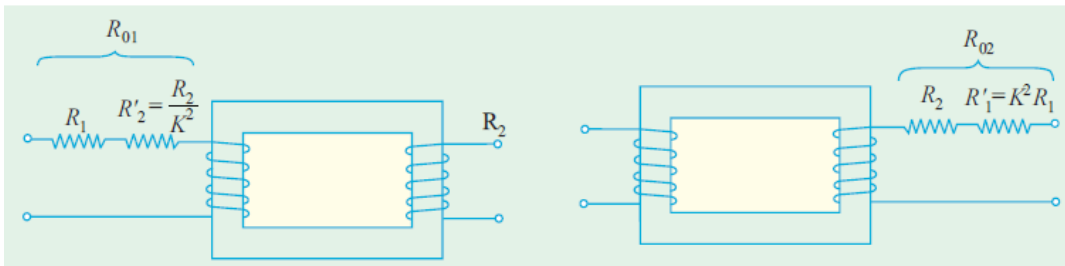 R₀₁
R₁ R'₂ = R₂/K²
R₂
R₀₂
R₂ R'₁ = K²R₁